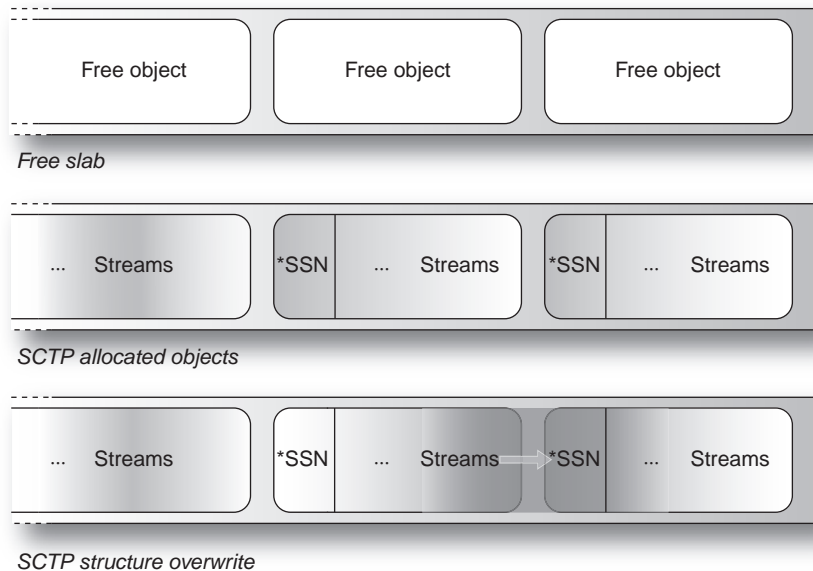 Free object Free object Free object
Free slab
... Streams *SSN ... Streams *SSN ... Streams
SCTP allocated objects
... Streams *SSN ... Streams *SSN ... Streams
SCTP structure overwrite